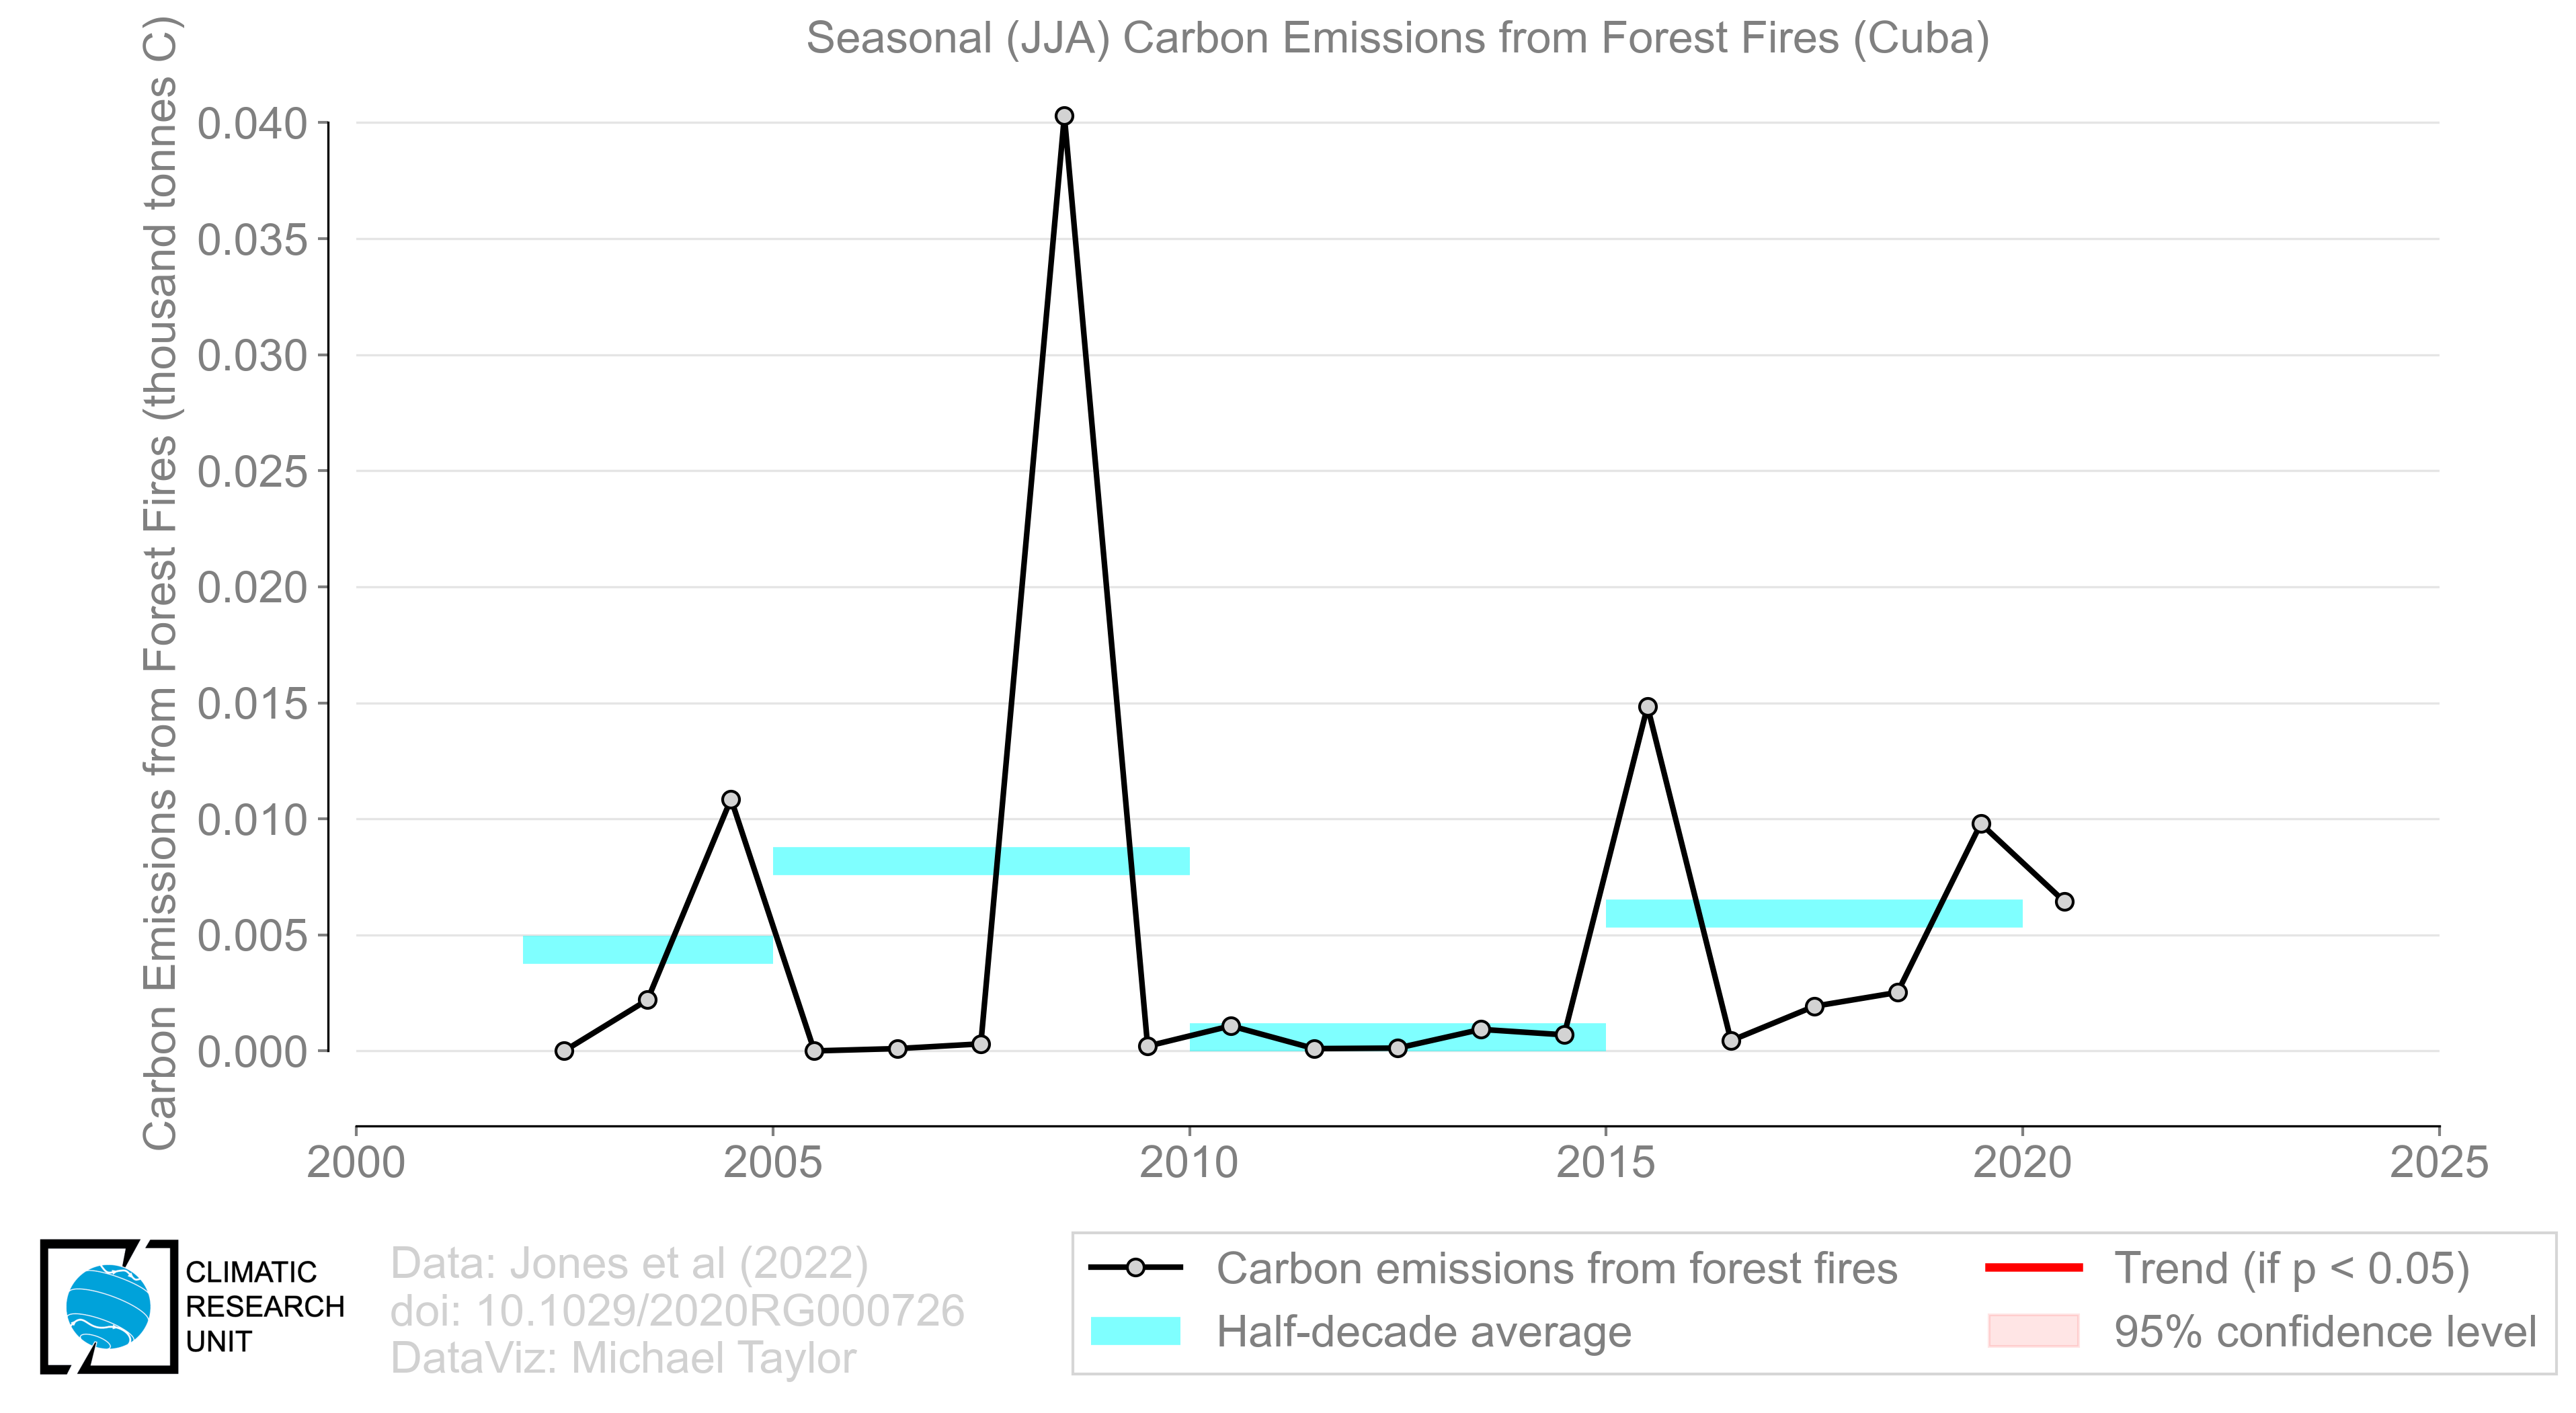 Seasonal (JJA) Carbon Emissions from Forest Fires (Cuba)
Carbon Emissions from Forest Fires (thousand tonnes C)
0.040
0.035
0.030
0.025
0.020
0.015
0.010
0.005
0.000
2000 2005 2010 2015 2020 2025
CLIMATIC
RESEARCH
UNIT
Data: Jones et al (2022)
doi: 10.1029/2020RG000726
DataViz: Michael Taylor
Carbon emissions from forest fires
Half-decade average
Trend (if p < 0.05)
95% confidence level